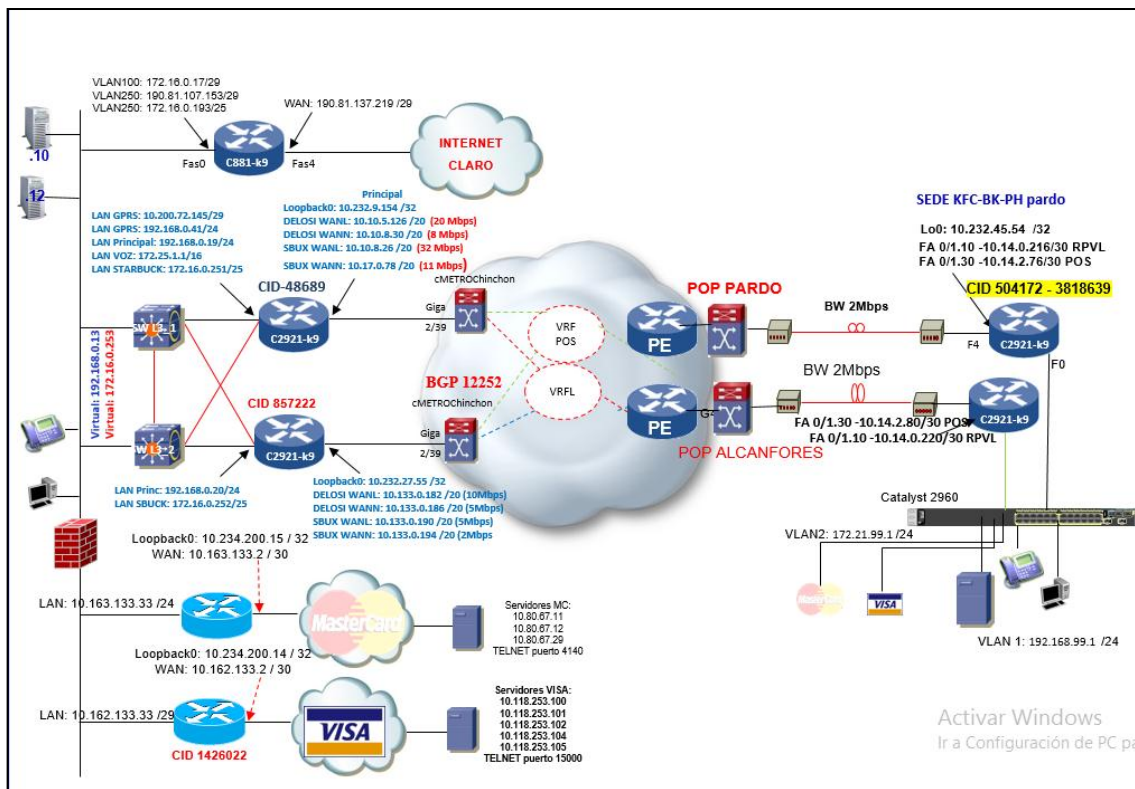 VLAN100: 172.16.0.17/29
VLAN250: 190.81.107.153/29
VLAN250: 172.16.0.193/25
WAN: 190.81.137.219 /29
.10
.12
Fas0
C881-k9
Fas4
INTERNET
CLARO
LAN GPRS: 10.200.72.145/29
LAN GPRS: 192.168.0.41/24
LAN Principal: 192.168.0.19/24
LAN VOZ: 172.25.1.1/16
LAN STARBUCK: 172.16.0.251/25
Principal
Loopback0: 10.232.9.154 /32
DELOSI WANL: 10.10.5.126 /20 (20 Mbps)
DELOSI WANN: 10.10.8.30 /20 (8 Mbps)
SBUX WANL: 10.10.8.26 /20 (32 Mbps)
SBUX WANN: 10.17.0.78 /20 (11 Mbps)
SEDE KFC-BK-PH pardo
Lo0: 10.232.45.54 /32
FA 0/1.10 -10.14.0.216/30 RPVL
FA 0/1.30 -10.14.2.76/30 POS
CID 504172 - 3818639
CID-48689
C2921-k9
cMETROChinchon
Giga
2/39
SW L3_1
Virtual: 192.168.0.13
Virtual: 172.16.0.253
VRF
POS
VRFL
PE
POP PARDO
BW 2Mbps
F4
C2921-k9
F0
BGP 12252
cMETROChinchon
Giga
2/39
CID 857222
C2921-k9
LAN Princ: 192.168.0.20/24
LAN SBUCK: 172.16.0.252/25
Loopback0: 10.232.27.55 /32
DELOSI WANL: 10.133.0.182 /20 (10Mbps)
DELOSI WANN: 10.133.0.186 /20 (5Mbps)
SBUX WANL: 10.133.0.190 /20 (5Mbps)
SBUX WANN: 10.133.0.194 /20 (2Mbps
PE
BW 2Mbps
C2921-k9
FA 0/1.30 -10.14.2.80/30 POS
FA 0/1.10 -10.14.0.220/30 RPVL
POP ALCANFORES
Catalyst 2960
VLAN2: 172.21.99.1 /24
VISA
VLAN 1: 192.168.99.1 /24
Loopback0: 10.234.200.15 / 32
WAN: 10.163.133.2 / 30
LAN: 10.163.133.33 /24
MasterCard
Servidores MC:
10.80.67.11
10.80.67.12
10.80.67.29
TELNET puerto 4140
Loopback0: 10.234.200.14 / 32
WAN: 10.162.133.2 / 30
LAN: 10.162.133.33 /29
CID 1426022
VISA
Servidores VISA:
10.118.253.100
10.118.253.101
10.118.253.102
10.118.253.104
10.118.253.105
TELNET puerto 15000
Activar Windows
Ir a Configuración de PC pa